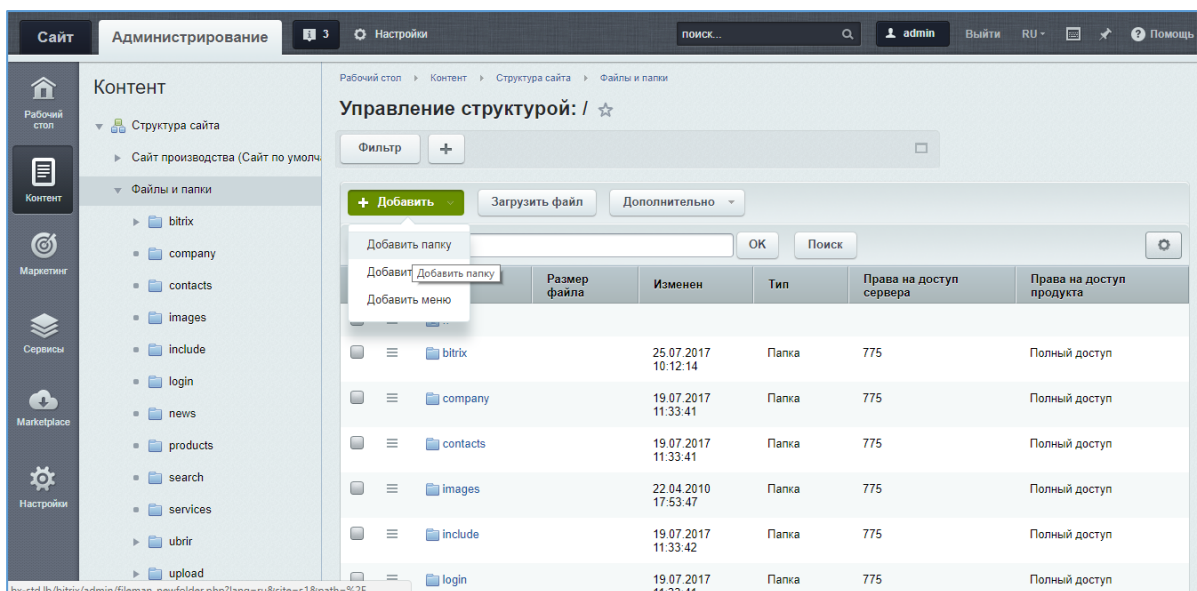 Сайт
Администрирование
3
Настройки
поиск...
admin
Выйти
RU
Помощь
Рабочий стол
Контент
Маркетинг
Сервисы
Marketplace
Настройки
Контент
Структура сайта
Сайт производства (Сайт по умолч
Файлы и папки
bitrix
company
contacts
images
include
login
news
products
search
services
ubrir
upload
Рабочий стол Контент Структура сайта Файлы и папки
Управление структурой: /
Фильтр
+
+ Добавить
Загрузить файл
Дополнительно
Добавить папку
Добавит
Добавить папку
Добавить меню
OK
Поиск
Размер файла Изменен Тип Права на доступ сервера Права на доступ продукта
..
bitrix 25.07.2017 10:12:14 Папка 775 Полный доступ
company 19.07.2017 11:33:41 Папка 775 Полный доступ
contacts 19.07.2017 11:33:41 Папка 775 Полный доступ
images 22.04.2010 17:53:47 Папка 775 Полный доступ
include 19.07.2017 11:33:42 Папка 775 Полный доступ
login 19.07.2017 11:33:41 Папка 775 Полный доступ